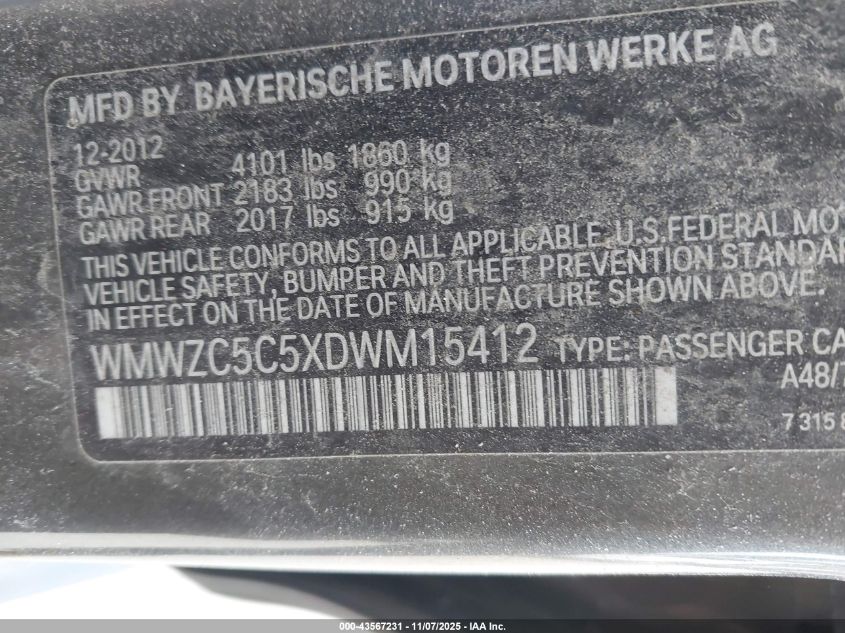 MFD BY BAYERISCHE MOTOREN WERKE AG
12-2012
GVWR 4101 lbs 1860 kg
GAWR FRONT 2183 lbs 990 kg
GAWR REAR 2017 lbs 915 kg
THIS VEHICLE CONFORMS TO ALL APPLICABLE U.S.FEDERAL MO
VEHICLE SAFETY, BUMPER AND THEFT PREVENTION STANDAR
IN EFFECT ON THE DATE OF MANUFACTURE SHOWN ABOVE.
WMWZC5C5XDWM15412 TYPE: PASSENGER CA
A48/
7 315 8
000-43567231 - 11/07/2025 - IAA Inc.